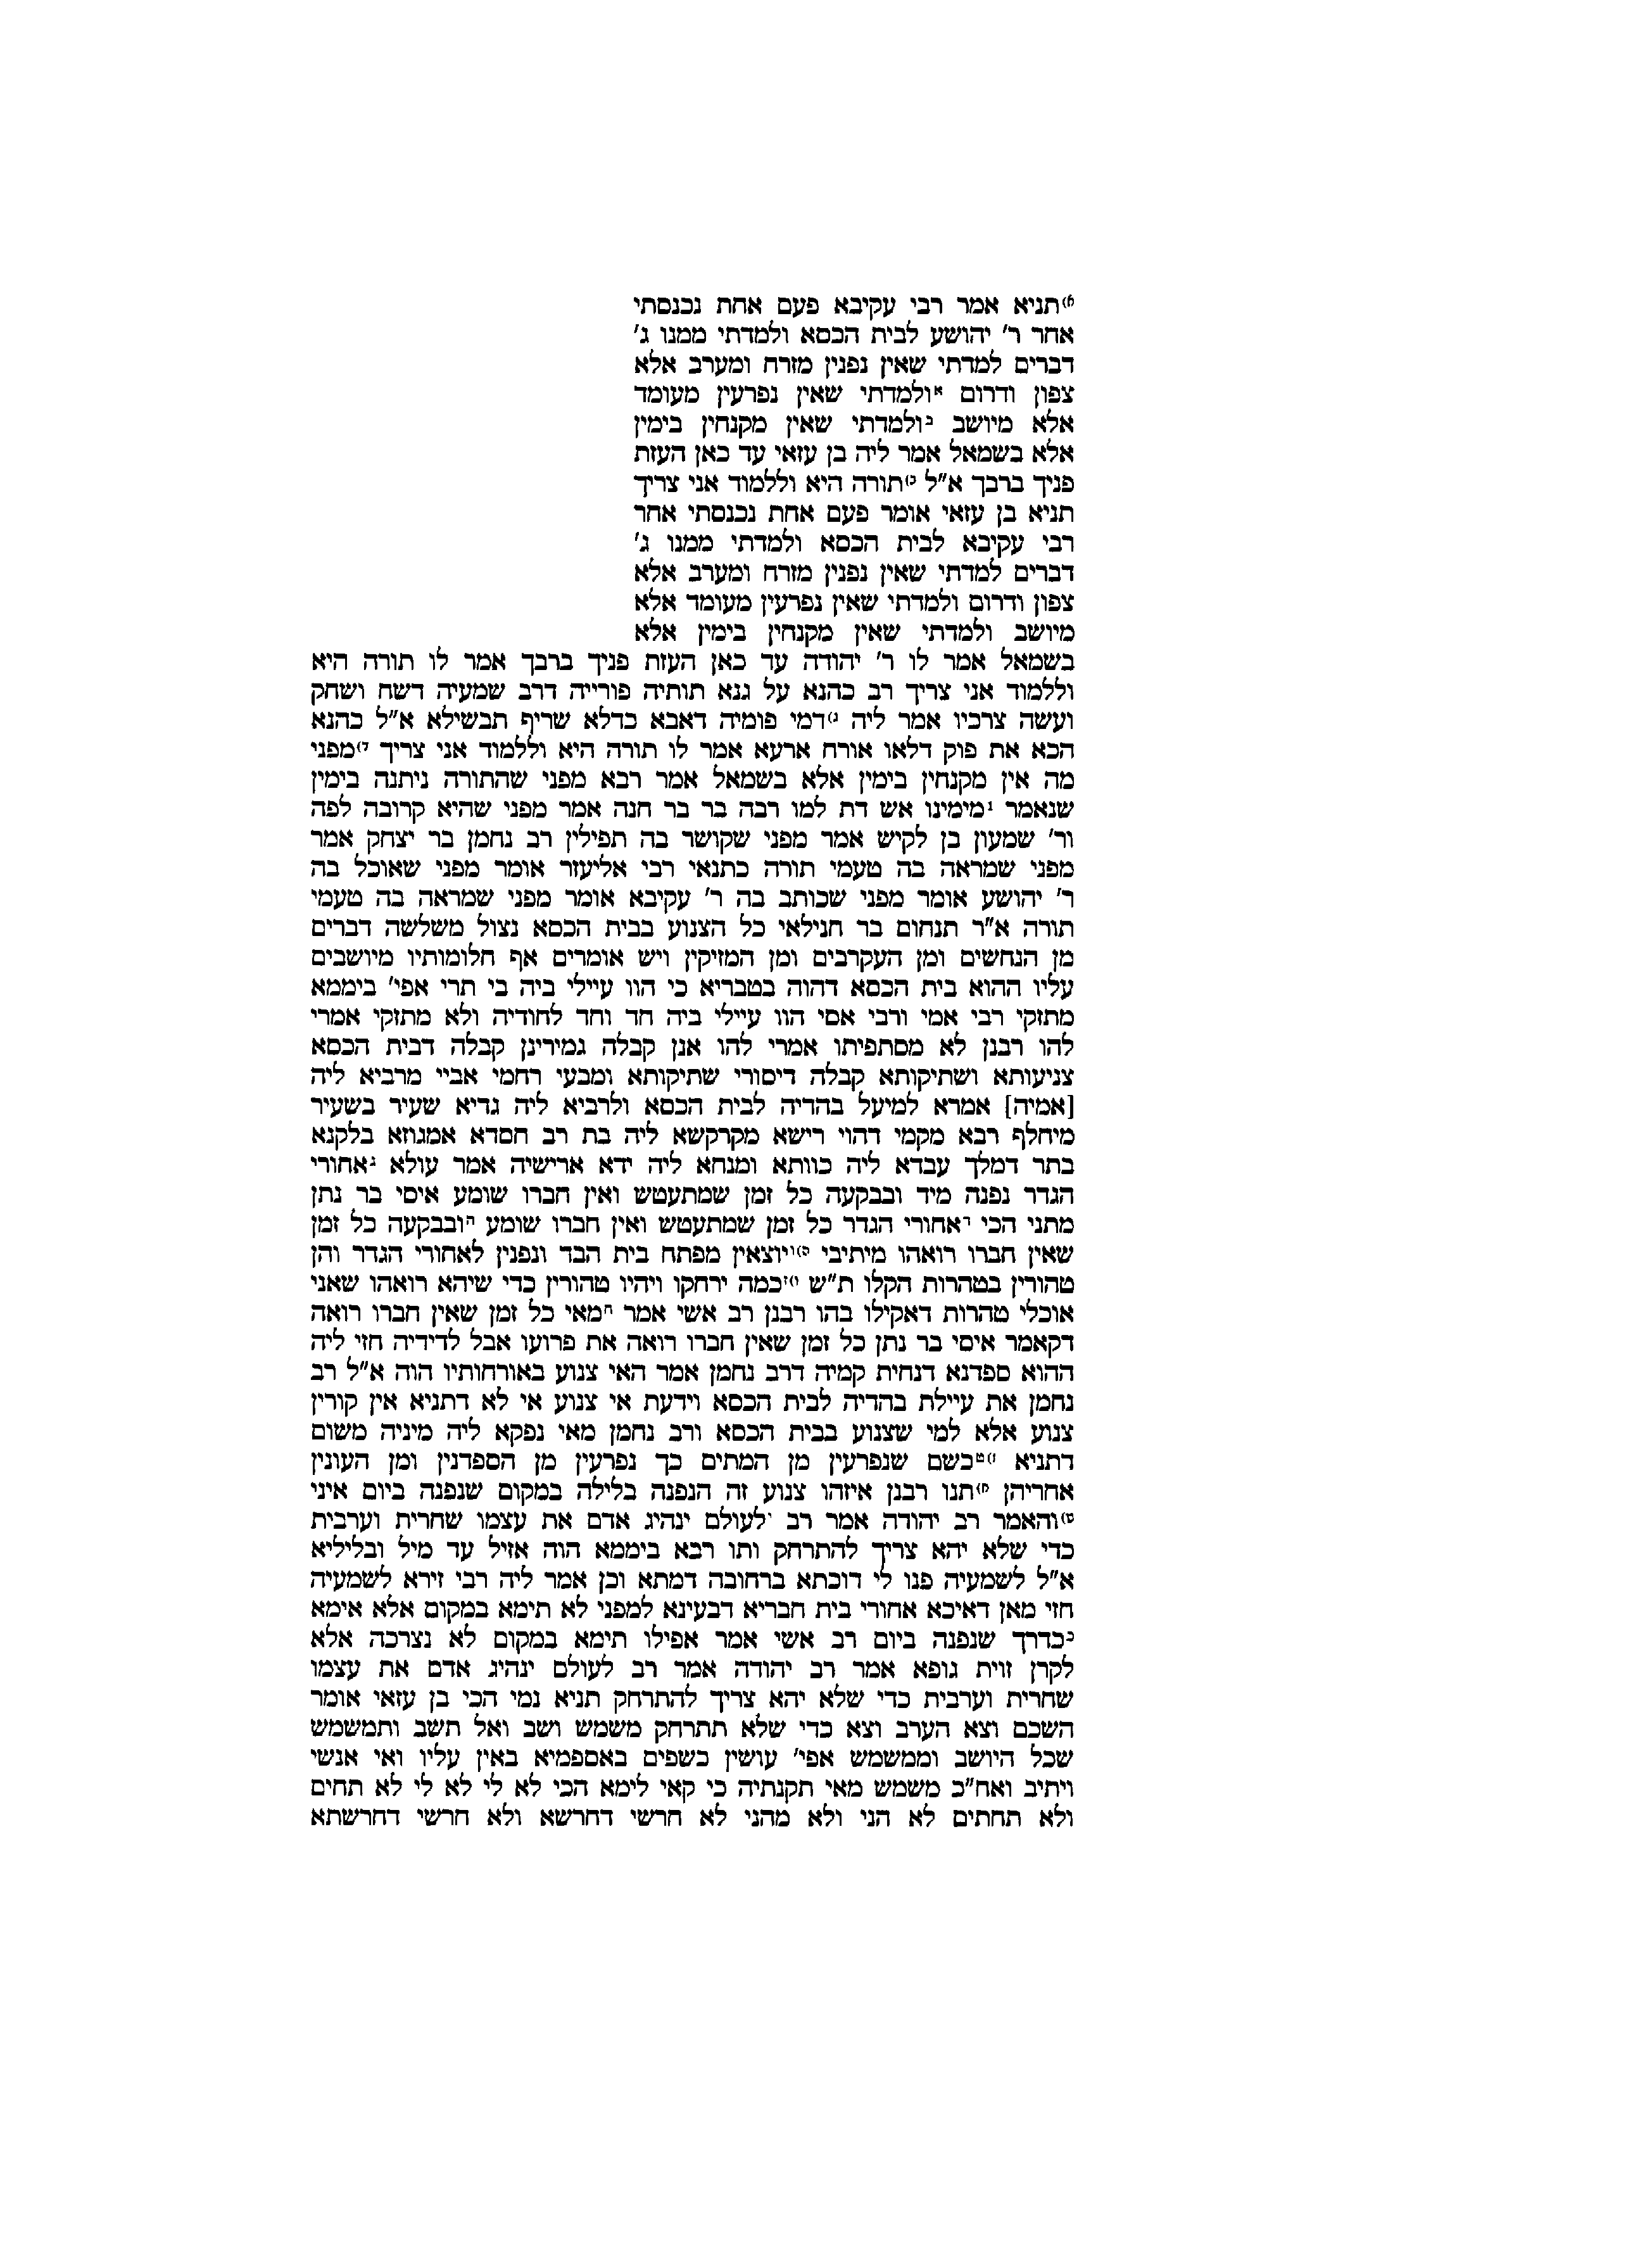 א)תניא אמר רבי עקיבא פעם אחת נכנסתי
אחר ר' יהושע לבית הכסא ולמדתי ממנו ג'
דברים למדתי שאין נפנין מזרח ומערב אלא
צפון ודרום אולמדתי שאין נפרעין מעומד
אלא מיושב בולמדתי שאין מקנחין בימין
אלא בשמאל אמר ליה בן עזאי עד כאן העזת
פניך ברבך א"ל ב)תורה היא וללמוד אני צריך
תניא בן עזאי אומר פעם אחת נכנסתי אחר
רבי עקיבא לבית הכסא ולמדתי ממנו ג'
דברים למדתי שאין נפנין מזרח ומערב אלא
צפון ודרום ולמדתי שאין נפרעין מעומד אלא
מיושב ולמדתי שאין מקנחין בימין אלא
בשמאל אמר לו ר' יהודה עד כאן העזת פניך ברבך אמר לו תורה היא
וללמוד אני צריך רב כהנא על גנא תותיה פורייה דרב שמעיה דשח ושחק
ועשה צרכיו אמר ליה ג)דמי פומיה דאבא כדלא שריף תבשילא א"ל כהנא
הכא את פוק דלאו אורח ארעא אמר לו תורה היא וללמוד אני צריך ד)מפני
מה אין מקנחין בימין אלא בשמאל אמר רבא מפני שהתורה ניתנה בימין
שנאמר 1מימינו אש דת למו רבה בר בר חנה אמר מפני שהיא קרובה לפה
ור' שמעון בן לקיש אמר מפני שקושר בה תפילין רב נחמן בר יצחק אמר
מפני שמראה בה טעמי תורה כתנאי רבי אליעזר אומר מפני שאוכל בה
ר' יהושע אומר מפני שכותב בה ר' עקיבא אומר מפני שמראה בה טעמי
תורה א"ר תנחום בר חנילאי כל הצנוע בבית הכסא נצול משלשה דברים
מן הנחשים ומן העקרבים ומן המזיקין ויש אומרים אף חלומותיו מיושבים
עליו ההוא בית הכסא דהוה בטבריא כי הוו עיילי ביה בי תרי אפי' ביממא
מתזקי רבי אמי ורבי אסי הוו עיילי ביה חד וחד לחודיה ולא מתזקי אמרי
להו רבנן לא מסתפיתו אמרי להו אנן קבלה גמירינן קבלה דבית הכסא
צניעותא ושתיקותא קבלה דיסורי שתיקותא ומבעי רחמי אביי מרביא ליה
[אמיה] אמרא למיעל בהדיה לבית הכסא ולרביא ליה גדיא שעיר בשעיר
מיחלף רבא מקמי דהוי רישא מקרקשא ליה בת רב חסדא אמגוזא בלקנא
בתר דמלך עבדא ליה כוותא ומנחא ליה ידא ארישיה אמר עולא גאחורי
הגדר נפנה מיד ובבקעה כל זמן שמתעטש ואין חברו שומע איסי בר נתן
מתני הכי דאחורי הגדר כל זמן שמתעטש ואין חברו שומע הובבקעה כל זמן
שאין חברו רואהו מיתיבי ה)ויוצאין מפתח בית הבד ונפנין לאחורי הגדר והן
טהורין בטהרות הקלו ת"ש ו)זכמה ירחקו ויהיו טהורין כדי שיהא רואהו שאני
אוכלי טהרות דאקילו בהו רבנן רב אשי אמר חמאי כל זמן שאין חברו רואה
דקאמר איסי בר נתן כל זמן שאין חברו רואה את פרועו אבל לדידיה חזי ליה
ההוא ספדנא דנחית קמיה דרב נחמן אמר האי צנוע באורחותיו הוה א"ל רב
נחמן את עיילת בהדיה לבית הכסא וידעת אי צנוע אי לא דתניא אין קורין
צנוע אלא למי שצנוע בבית הכסא ורב נחמן מאי נפקא ליה מיניה משום
דתניא ז)טכשם שנפרעין מן המתים כך נפרעין מן הספדנין ומן העונין
אחריהן ח)תנו רבנן איזהו צנוע זה הנפנה בלילה במקום שנפנה ביום איני
ט)והאמר רב יהודה אמר רב ילעולם ינהיג אדם את עצמו שחרית וערבית
כדי שלא יהא צריך להתרחק ותו רבא ביממא הוה אזיל עד מיל ובליליא
א"ל לשמעיה פנו לי דוכתא ברחובה דמתא וכן אמר ליה רבי זירא לשמעיה
חזי מאן דאיכא אחורי בית חבריא דבעינא למפני לא תימא במקום אלא אימא
ככדרך שנפנה ביום רב אשי אמר אפילו תימא במקום לא נצרכה אלא
לקרן זוית גופא אמר רב יהודה אמר רב לעולם ינהיג אדם את עצמו
שחרית וערבית כדי שלא יהא צריך להתרחק תניא נמי הכי בן עזאי אומר
השכם וצא הערב וצא כדי שלא תתרחק משמש ושב ואל תשב ותמשמש
שכל היושב וממשמש אפי' עושין כשפים באספמיא באין עליו ואי אנשי
ויתיב ואח"כ משמש מאי תקנתיה כי קאי לימא הכי לא לי לא לי לא תחים
ולא תחתים לא הני ולא מהני לא חרשי דחרשא ולא חרשי דחרשתא